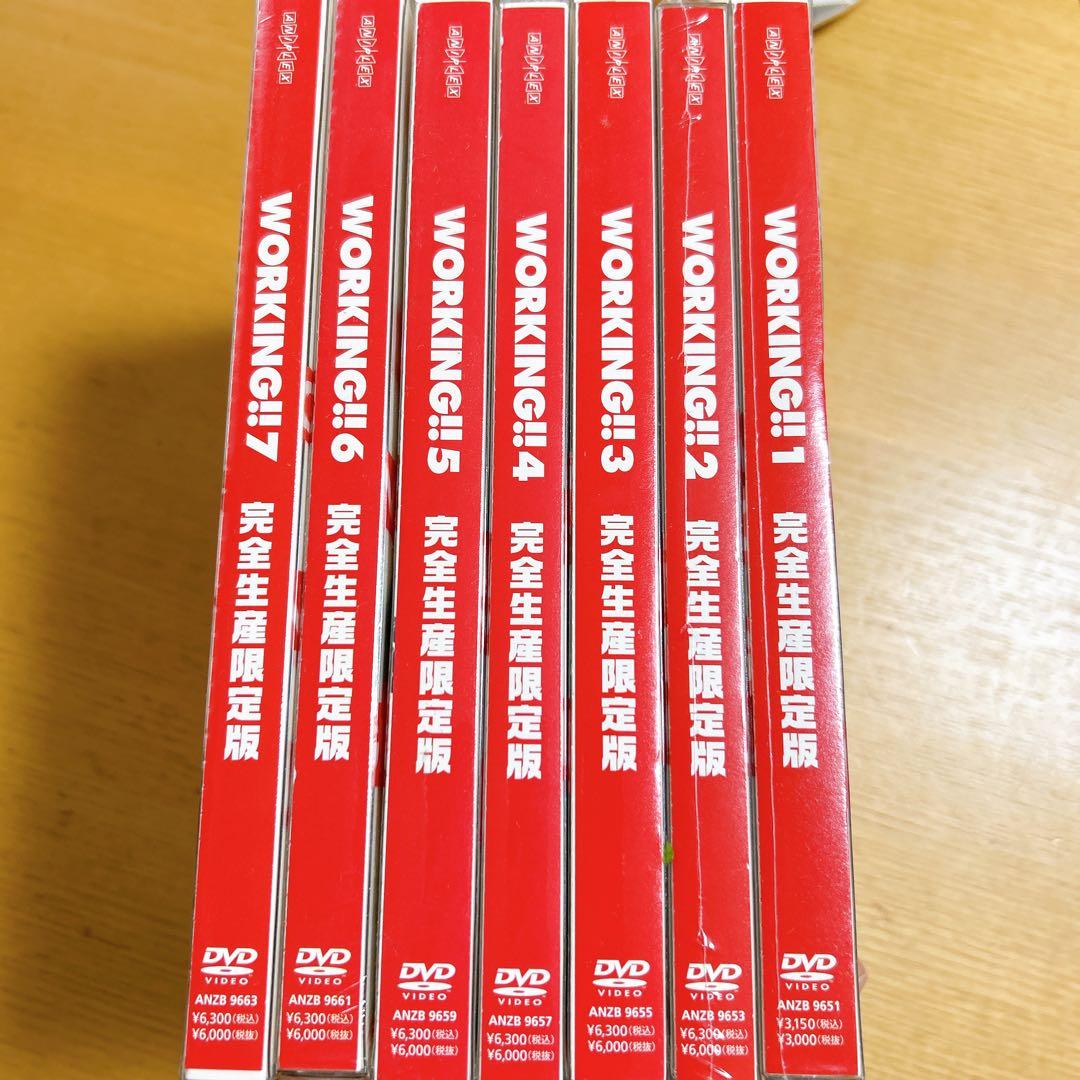 ANIPLEX
WORKING!! 7
完全生産限定版
DVD
VIDEO
ANZB 9663
¥6,300(税込)
¥6,000(税抜)
ANIPLEX
WORKING!! 6
完全生産限定版
DVD
VIDEO
ANZB 9661
¥6,300(税込)
¥6,000(税抜)
ANIPLEX
WORKING!! 5
完全生産限定版
DVD
VIDEO
ANZB 9659
¥6,300(税込)
¥6,000(税抜)
ANIPLEX
WORKING!! 4
完全生産限定版
DVD
VIDEO
ANZB 9657
¥6,300(税込)
¥6,000(税抜)
ANIPLEX
WORKING!! 3
完全生産限定版
DVD
VIDEO
ANZB 9655
¥6,300(税込)
¥6,000(税抜)
ANIPLEX
WORKING!! 2
完全生産限定版
DVD
VIDEO
ANZB 9653
¥6,300(税込)
¥6,000(税抜)
ANIPLEX
WORKING!! 1
完全生産限定版
DVD
VIDEO
ANZB 9651
¥3,150(税込)
¥3,000(税抜)